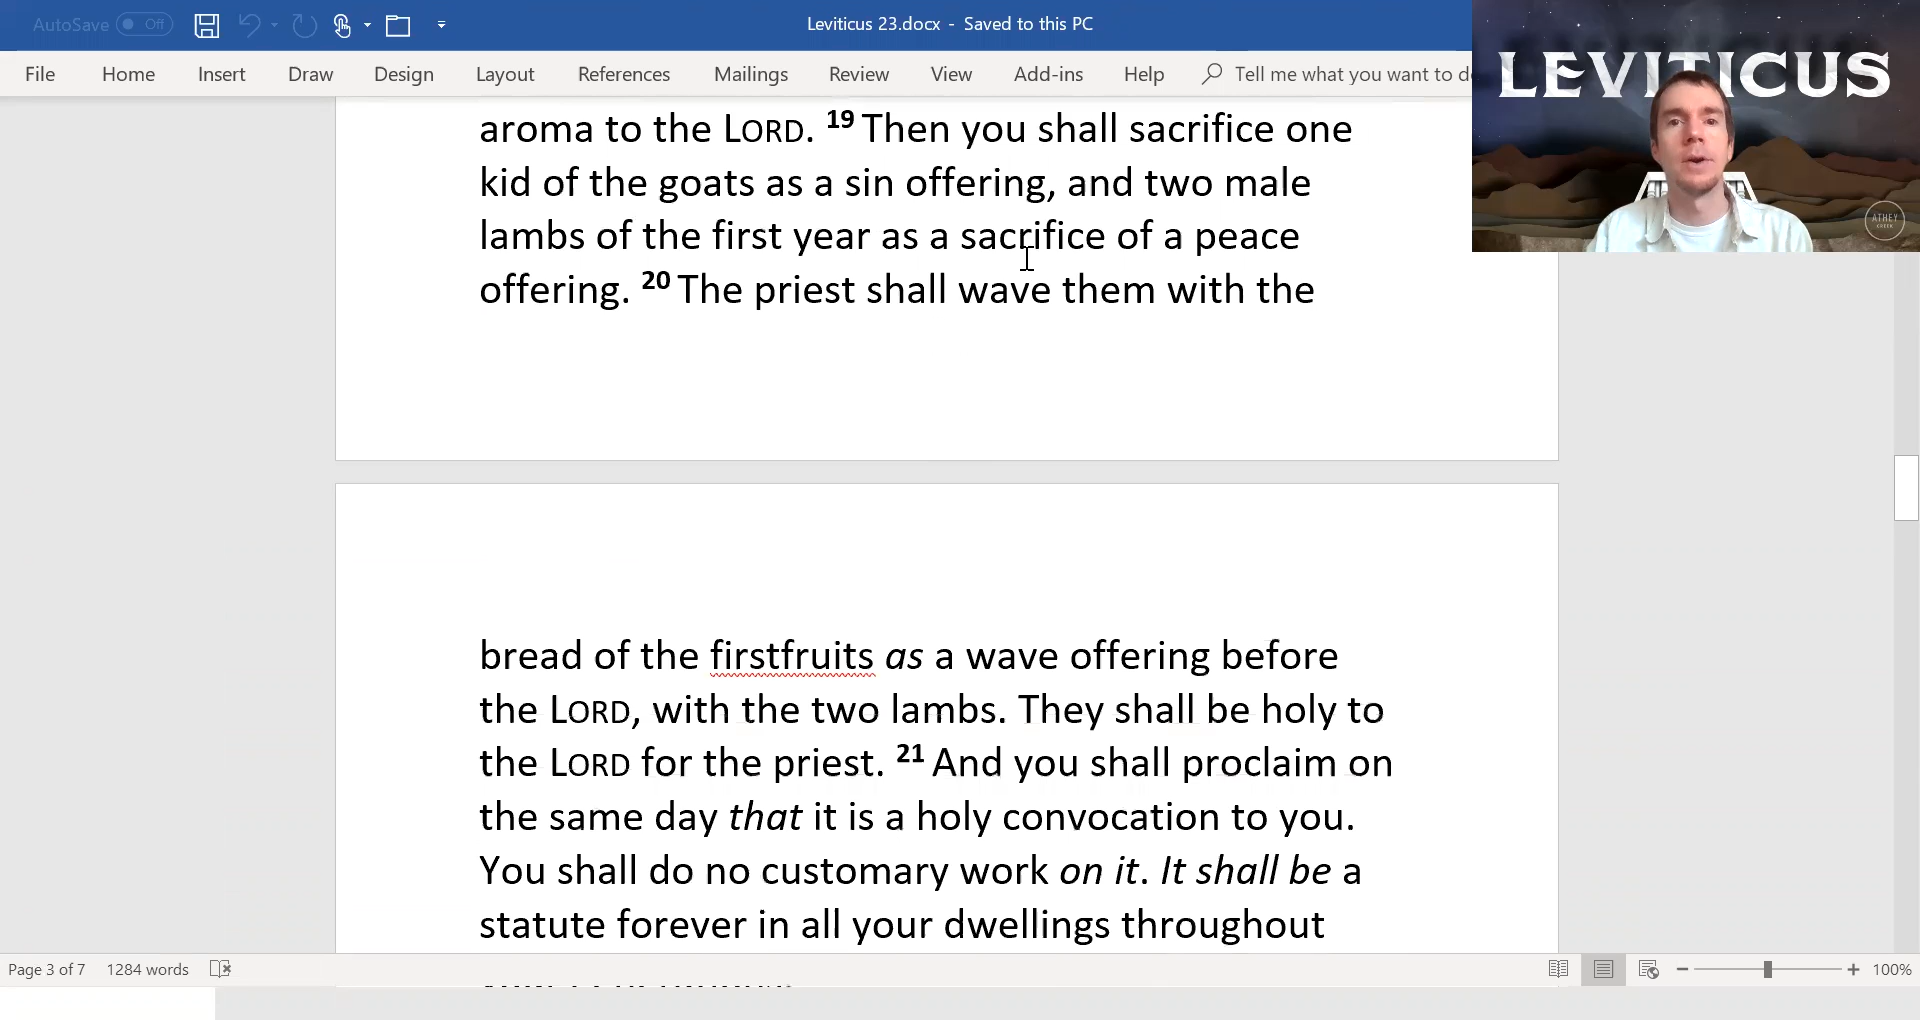 AutoSave Off
Leviticus 23.docx - Saved to this PC
File Home Insert Draw Design Layout References Mailings Review View Add-ins Help Tell me what you want to do
LEVITICUS
ATHEY
CREEK
aroma to the LORD. 19 Then you shall sacrifice one
kid of the goats as a sin offering, and two male
lambs of the first year as a sacrifice of a peace
offering. 20 The priest shall wave them with the
bread of the firstfruits as a wave offering before
the LORD, with the two lambs. They shall be holy to
the LORD for the priest. 21 And you shall proclaim on
the same day that it is a holy convocation to you.
You shall do no customary work on it. It shall be a
statute forever in all your dwellings throughout
Page 3 of 7 1284 words
100%